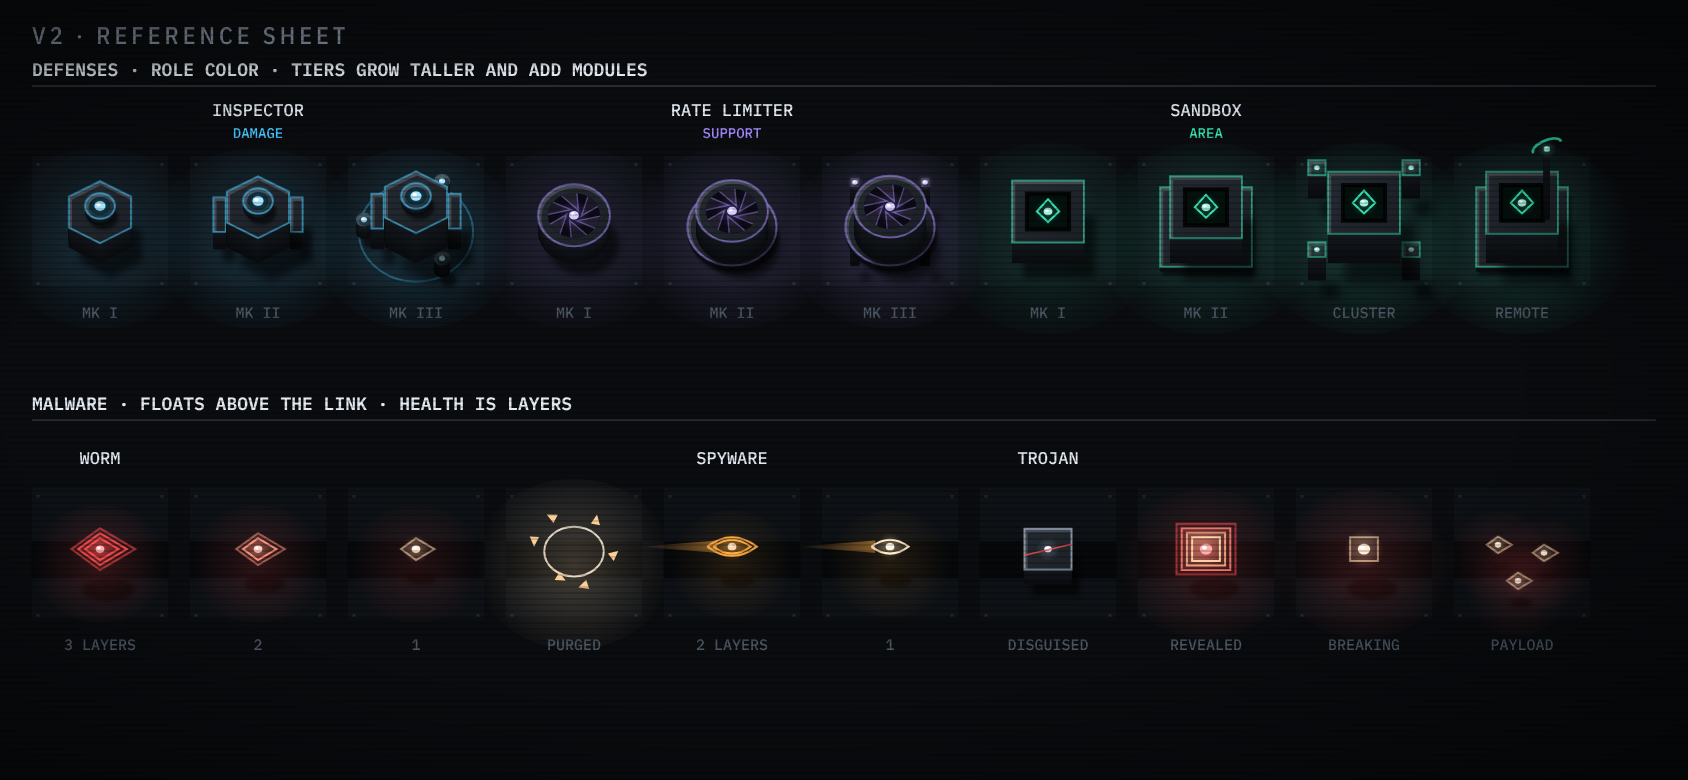 V2 · REFERENCE SHEET
DEFENSES · ROLE COLOR · TIERS GROW TALLER AND ADD MODULES
INSPECTOR
DAMAGE
RATE LIMITER
SUPPORT
SANDBOX
AREA
MK I
MK II
MK III
MK I
MK II
MK III
MK I
MK II
CLUSTER
REMOTE
MALWARE · FLOATS ABOVE THE LINK · HEALTH IS LAYERS
WORM
SPYWARE
TROJAN
3 LAYERS
2
1
PURGED
2 LAYERS
1
DISGUISED
REVEALED
BREAKING
PAYLOAD